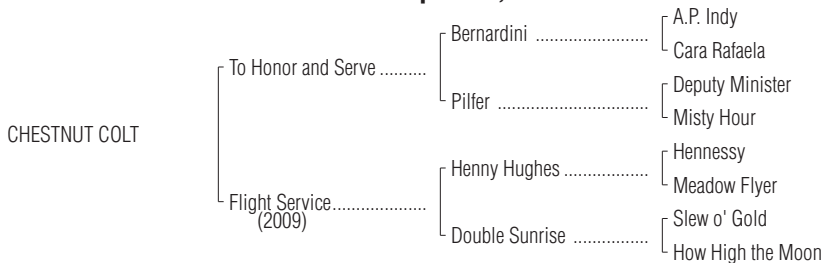 A.P. Indy
Bernardini ........................
Cara Rafaela
To Honor and Serve ..........
Deputy Minister
Pilfer ................................
Misty Hour
CHESTNUT COLT
Hennessy
Henny Hughes ..................
Meadow Flyer
Flight Service....................
(2009)
Slew o' Gold
Double Sunrise ................
How High the Moon